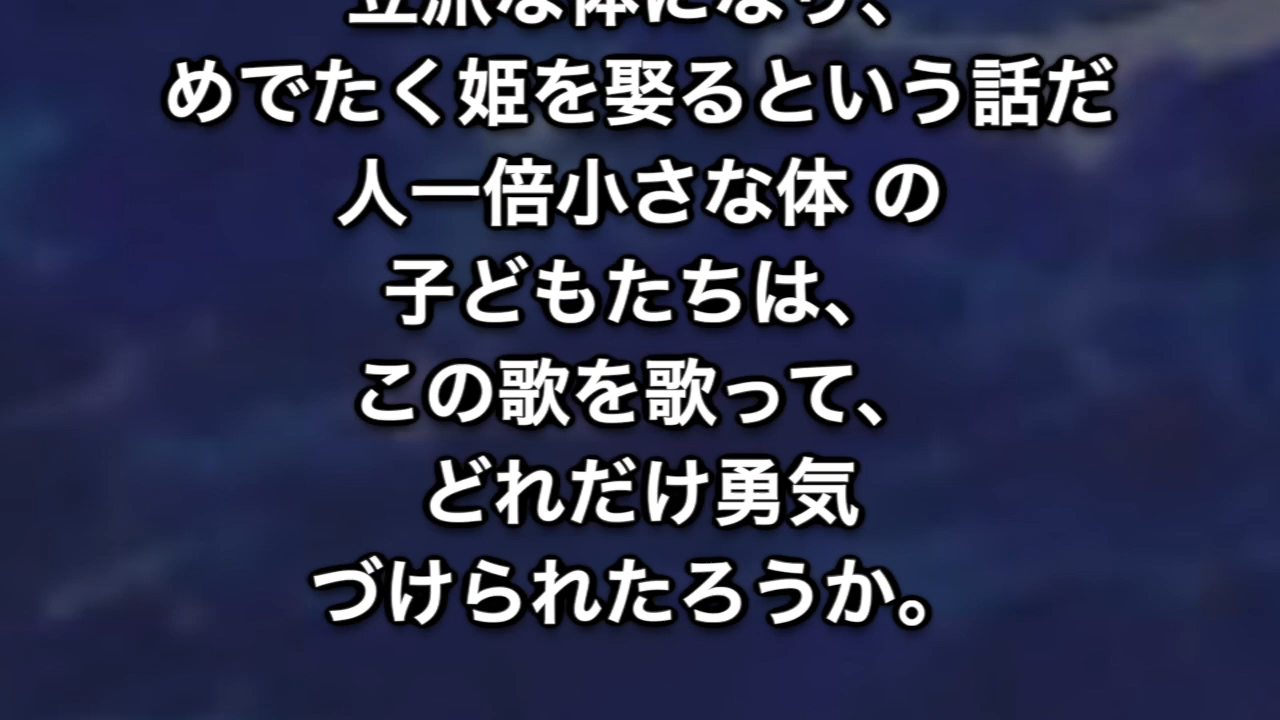 立派な体になり、
めでたく姫を娶るという話だ
人一倍小さな体 の
子どもたちは、
この歌を歌って、
どれだけ勇気
づけられたろうか。